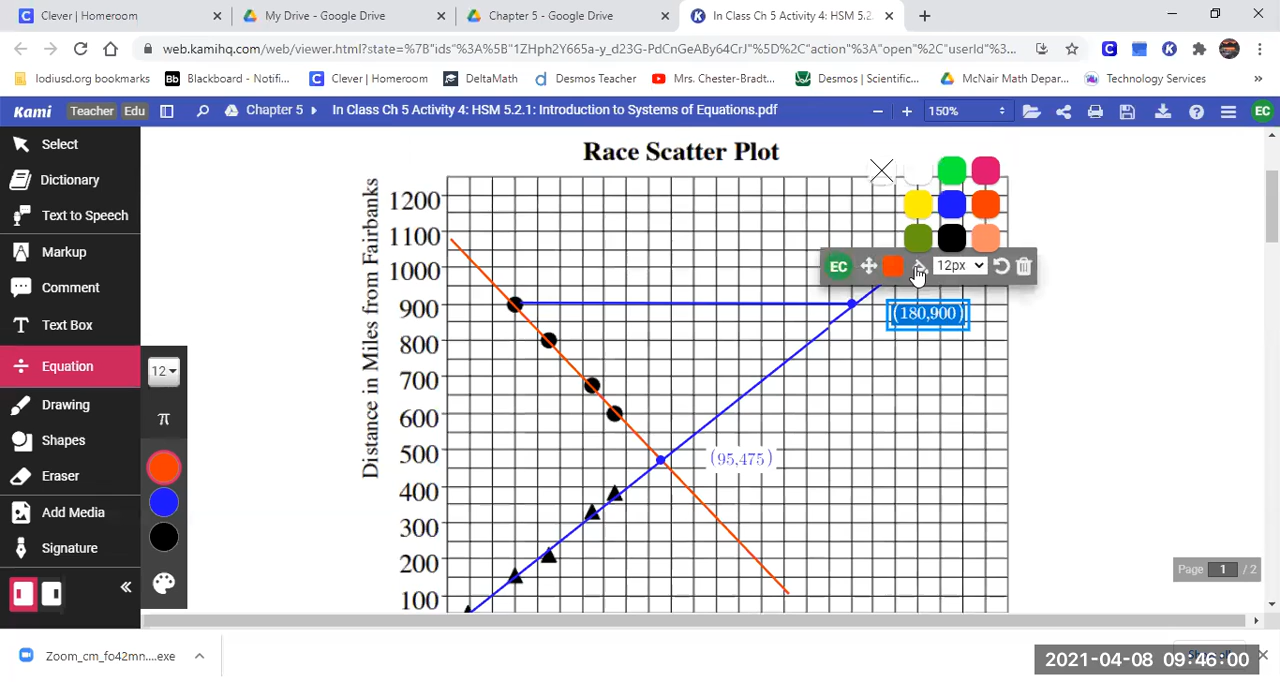 Clever | Homeroom
My Drive - Google Drive
Chapter 5 - Google Drive
In Class Ch 5 Activity 4: HSM 5.2.
web.kamihq.com/web/viewer.html?state=%7B"ids"%3A%5B"1ZHph2Y665a-y_d23G-PdCnGeABy64CrJ"%5D%2C"action"%3A"open"%2C"userId"%3...
lodiusd.org bookmarks
Blackboard - Notifi...
Clever | Homeroom
DeltaMath
Desmos Teacher
Mrs. Chester-Bradt...
Desmos | Scientific...
McNair Math Depar...
Technology Services
»
Kami Teacher Edu
Chapter 5
In Class Ch 5 Activity 4: HSM 5.2.1: Introduction to Systems of Equations.pdf
150%
EC
Select
Dictionary
Text to Speech
Markup
Comment
Text Box
Equation
Drawing
Shapes
Eraser
Add Media
Signature
12
π
Race Scatter Plot
Distance in Miles from Fairbanks
1200
1100
1000
900
800
700
600
500
400
300
200
100
EC
12px
(180,900)
(95,475)
Page 1 / 2
Zoom_cm_fo42mn....exe
2021-04-08 09:46:00